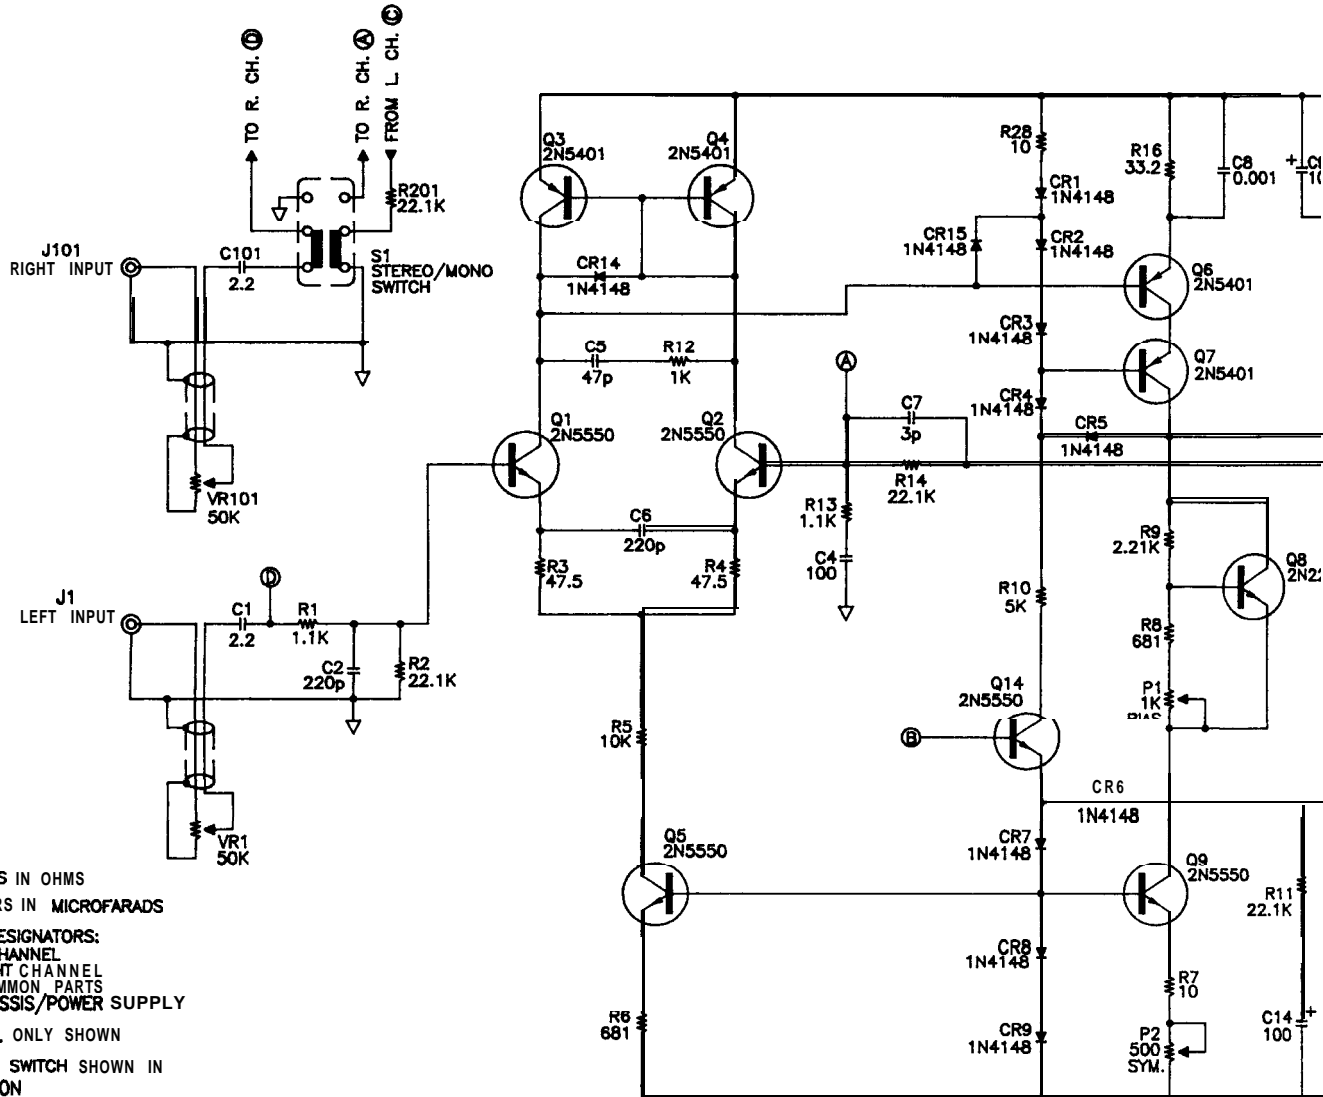 TO R. CH. D
TO R. CH. A
FROM L. CH. C
R201
22.1K
J101
RIGHT INPUT
C101
2.2
S1
STEREO/MONO
SWITCH
VR101
50K
J1
LEFT INPUT
C1
2.2
D
R1
1.1K
C2
220p
R2
22.1K
VR1
50K
Q3
2N5401
Q4
2N5401
CR14
1N4148
C5
47p
R12
1K
Q1
2N5550
Q2
2N5550
C6
220p
R3
47.5
R4
47.5
R5
10K
Q5
2N5550
R6
681
A
C7
3p
R14
22.1K
R13
1.1K
C4
100
R28
10
CR1
1N4148
CR15
1N4148
CR2
1N4148
CR3
1N4148
CR4
1N4148
CR5
1N4148
R10
5K
Q14
2N5550
B
CR6
1N4148
CR7
1N4148
CR8
1N4148
CR9
1N4148
R16
33.2
C8
0.001
+
Q6
2N5401
Q7
2N5401
R9
2.21K
Q8
2N22
R8
681
P1
1K
BIAS
Q9
2N5550
R11
22.1K
R7
10
P2
500
SYM.
C14
100
+
S IN OHMS
RS IN MICROFARADS
ESIGNATORS:
HANNEL
HT CHANNEL
MMON PARTS
SSIS/POWER SUPPLY
. ONLY SHOWN
SWITCH SHOWN IN
ON